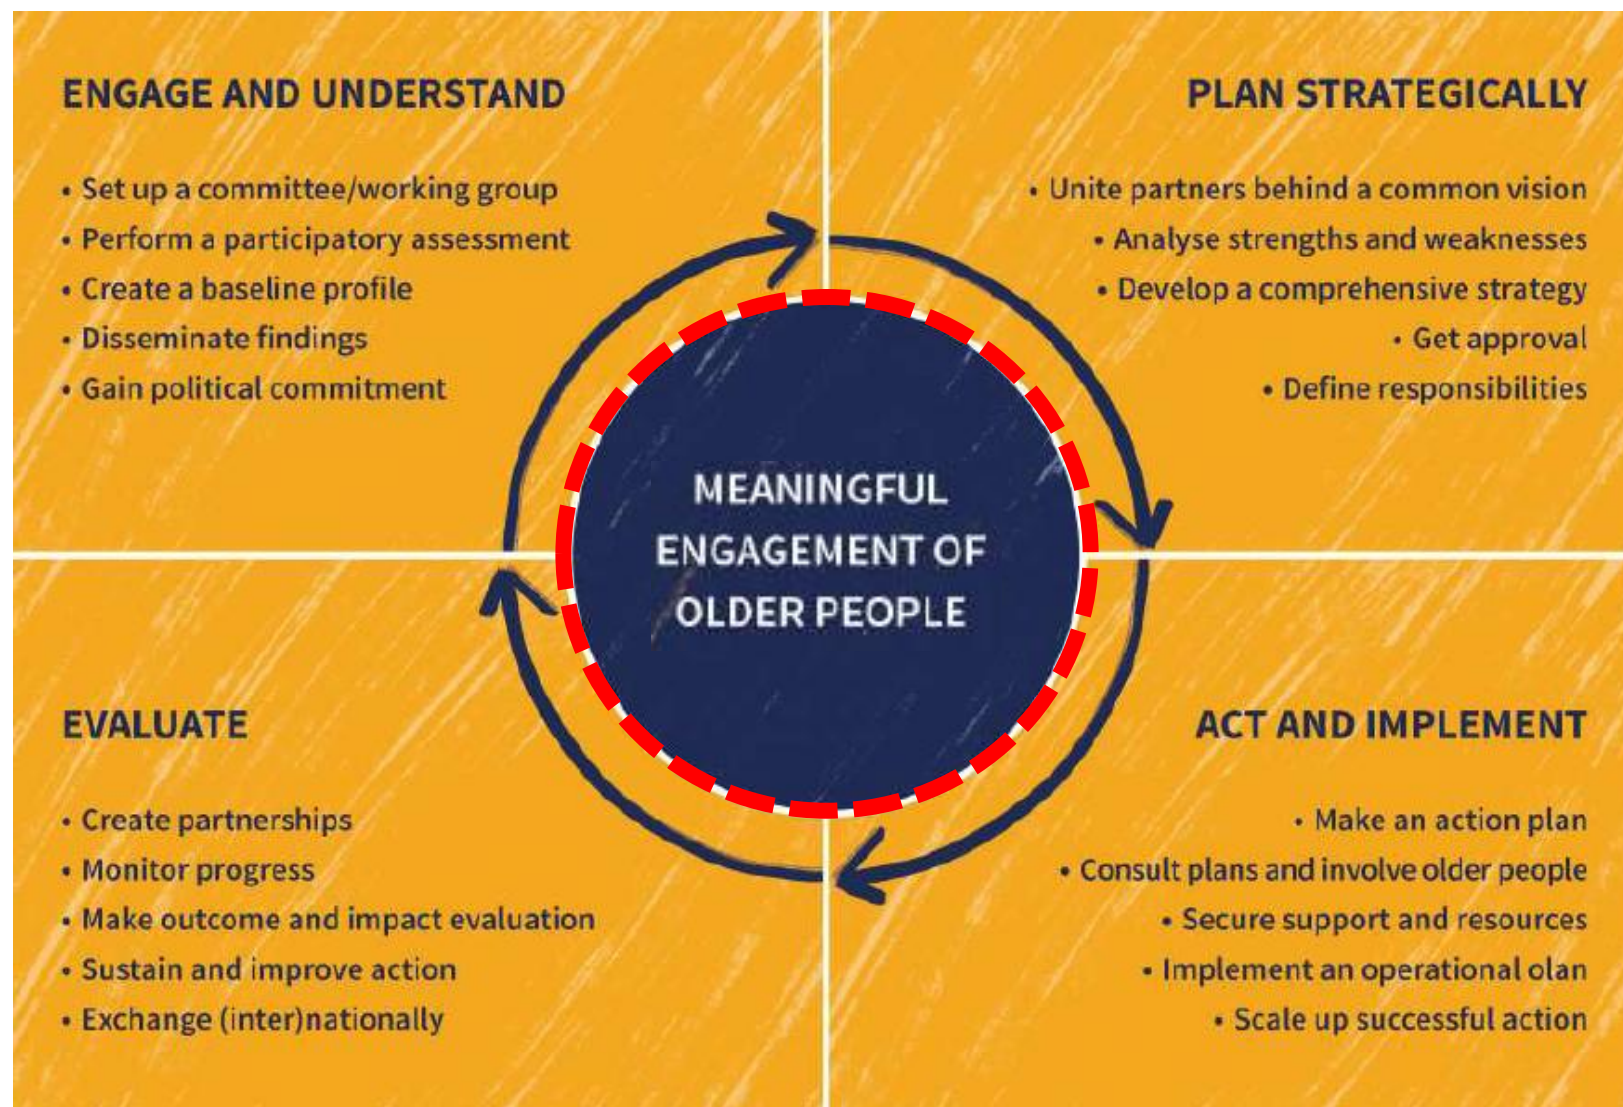 ENGAGE AND UNDERSTAND
• Set up a committee/working group
• Perform a participatory assessment
• Create a baseline profile
• Disseminate findings
• Gain political commitment
PLAN STRATEGICALLY
• Unite partners behind a common vision
• Analyse strengths and weaknesses
• Develop a comprehensive strategy
• Get approval
• Define responsibilities
MEANINGFUL
ENGAGEMENT OF
OLDER PEOPLE
EVALUATE
• Create partnerships
• Monitor progress
• Make outcome and impact evaluation
• Sustain and improve action
• Exchange (inter)nationally
ACT AND IMPLEMENT
• Make an action plan
• Consult plans and involve older people
• Secure support and resources
• Implement an operational olan
• Scale up successful action